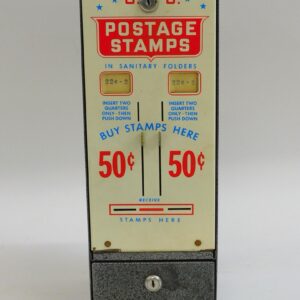 POSTAGE
STAMPS
IN SANITARY FOLDERS
INSERT TWO
QUARTERS
ONLY - THEN
PUSH DOWN
INSERT TWO
QUARTERS
ONLY - THEN
PUSH DOWN
BUY STAMPS HERE
50¢ 50¢
RECEIVE
STAMPS HERE